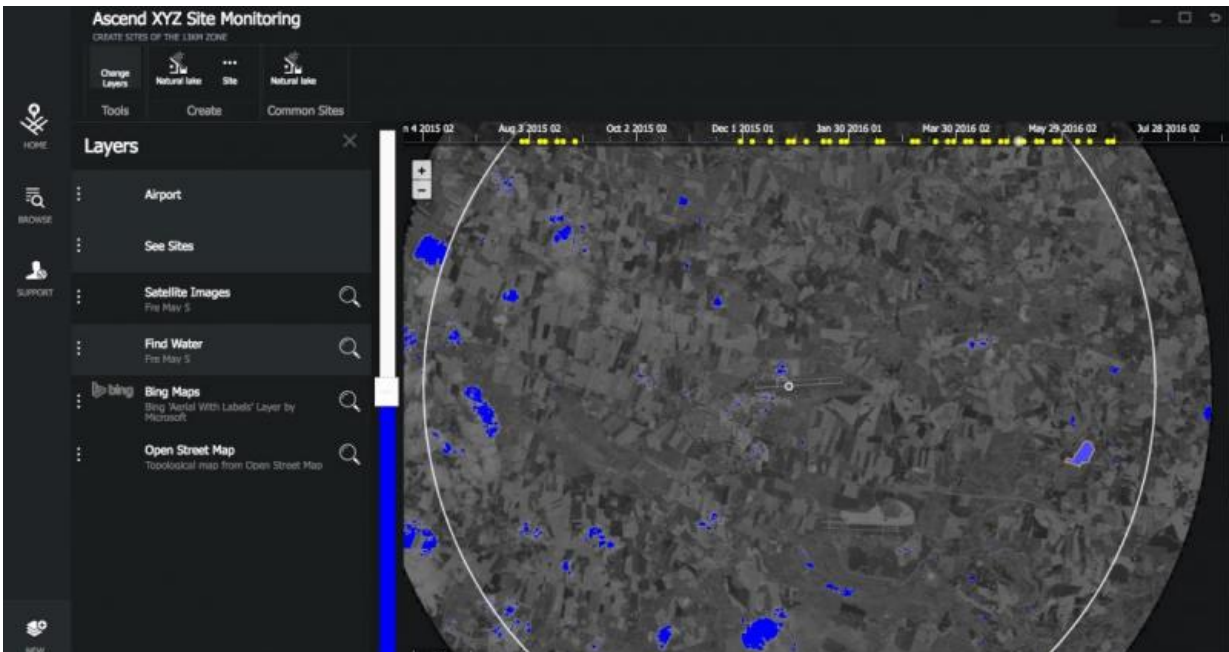 Ascend XYZ Site Monitoring
CREATE SITES OF THE 13KM ZONE
Change
Layers
Natural lake
Site
Natural lake
Tools
Create
Common Sites
HOME
BROWSE
SUPPORT
NEW
Layers
Airport
See Sites
Satellite Images
Fre May 5
Find Water
Fre May 5
bing
Bing Maps
Bing 'Aerial With Labels' Layer by
Microsoft
Open Street Map
Topological map from Open Street Map
n 4 2015 02
Aug 3 2015 02
Oct 2 2015 02
Dec 1 2015 01
Jan 30 2016 01
Mar 30 2016 02
May 29 2016 02
Jul 28 2016 02
+
−